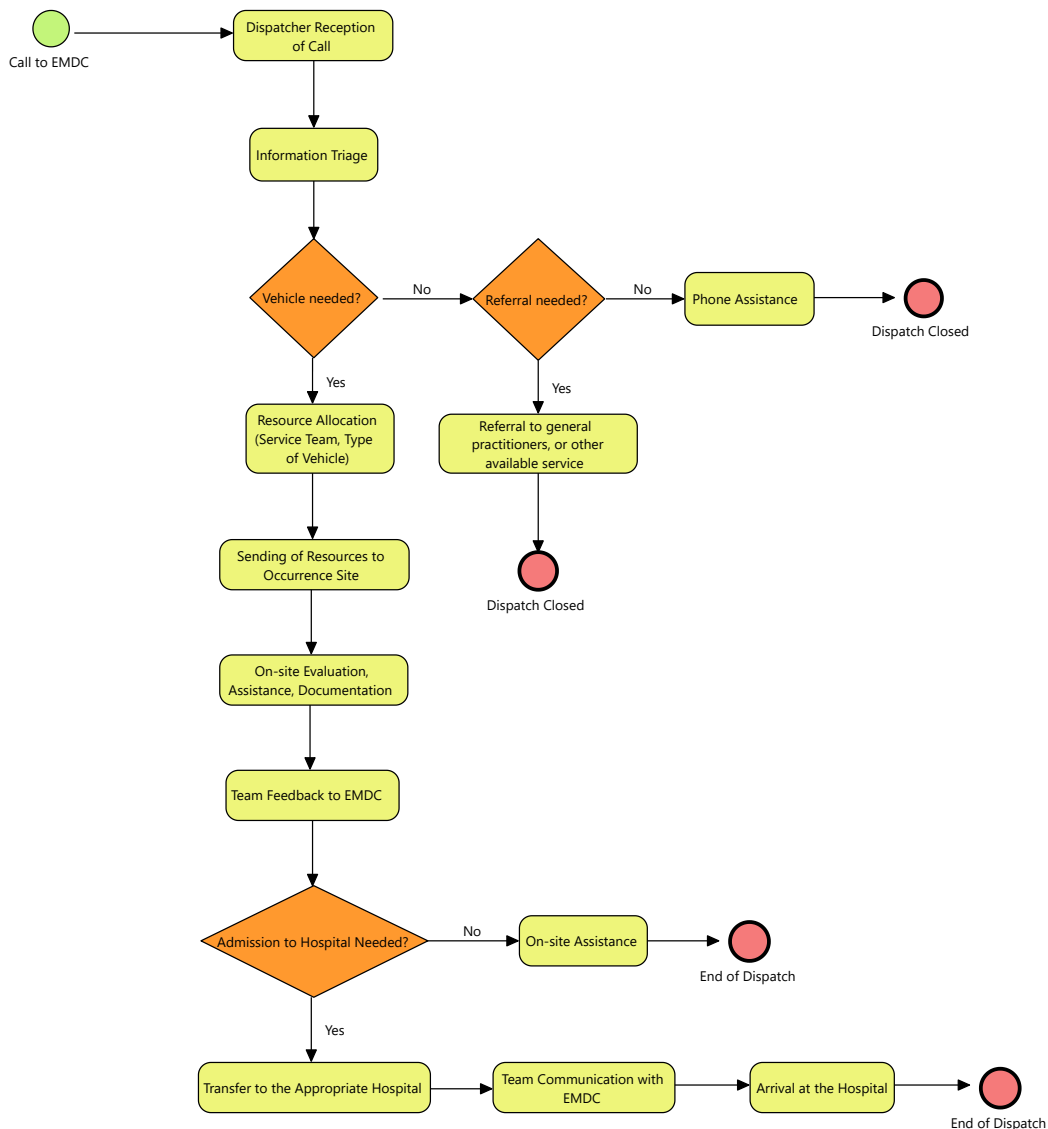 Call to EMDC
Dispatcher Reception
of Call
Information Triage
Vehicle needed?
No
Referral needed?
No
Phone Assistance
Dispatch Closed
Yes
Yes
Resource Allocation
(Service Team, Type
of Vehicle)
Referral to general
practitioners, or other
available service
Sending of Resources to
Occurrence Site
Dispatch Closed
On-site Evaluation,
Assistance, Documentation
Team Feedback to EMDC
Admission to Hospital Needed?
No
On-site Assistance
End of Dispatch
Yes
Transfer to the Appropriate Hospital
Team Communication with
EMDC
Arrival at the Hospital
End of Dispatch